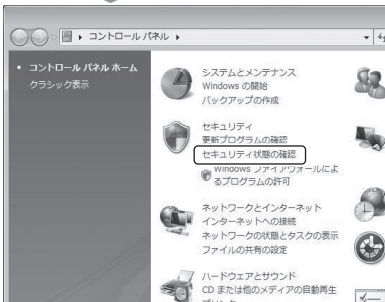 コントロール パネル
コントロール パネル ホーム
クラシック表示
システムとメンテナンス
Windows の開始
バックアップの作成
セキュリティ
更新プログラムの確認
セキュリティ状態の確認
Windows ファイアウォールによ
るプログラムの許可
ネットワークとインターネット
インターネットへの接続
ネットワークの状態とタスクの表示
ファイルの共有の設定
ハードウェアとサウンド
CD または他のメディアの自動再生
プリンタ